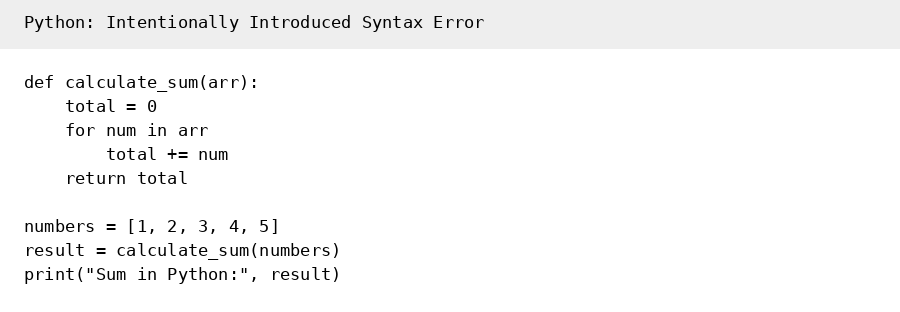 Python: Intentionally Introduced Syntax Error
def calculate_sum(arr):
    total = 0
    for num in arr
        total += num
    return total

numbers = [1, 2, 3, 4, 5]
result = calculate_sum(numbers)
print("Sum in Python:", result)